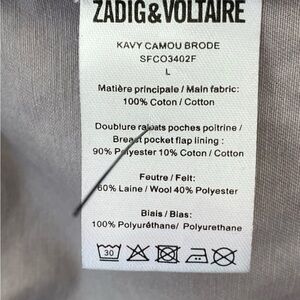 ZADIG&VOLTAIRE
KAVY CAMOU BRODE
SFCO3402F
L
Matière principale / Main fabric:
100% Coton / Cotton
Doublure rabats poches poitrine /
Breast pocket flap lining :
90% Polyester 10% Coton / Cotton
Feutre / Felt:
60% Laine / Wool 40% Polyester
Biais / Bias:
100% Polyuréthane/ Polyurethane
30